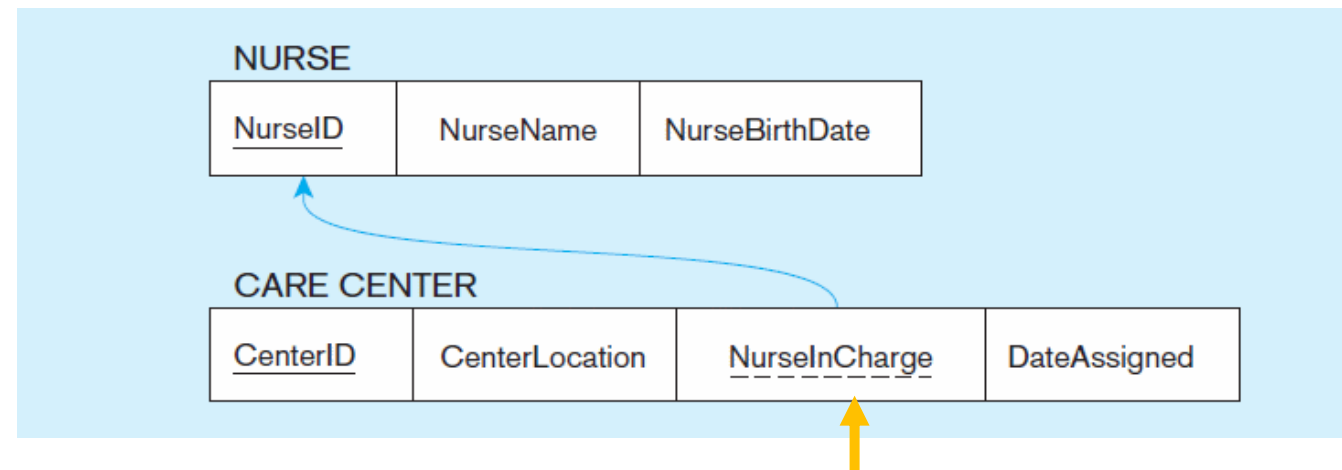 NURSE
NurseID NurseName NurseBirthDate
CARE CENTER
CenterID CenterLocation NurseInCharge DateAssigned